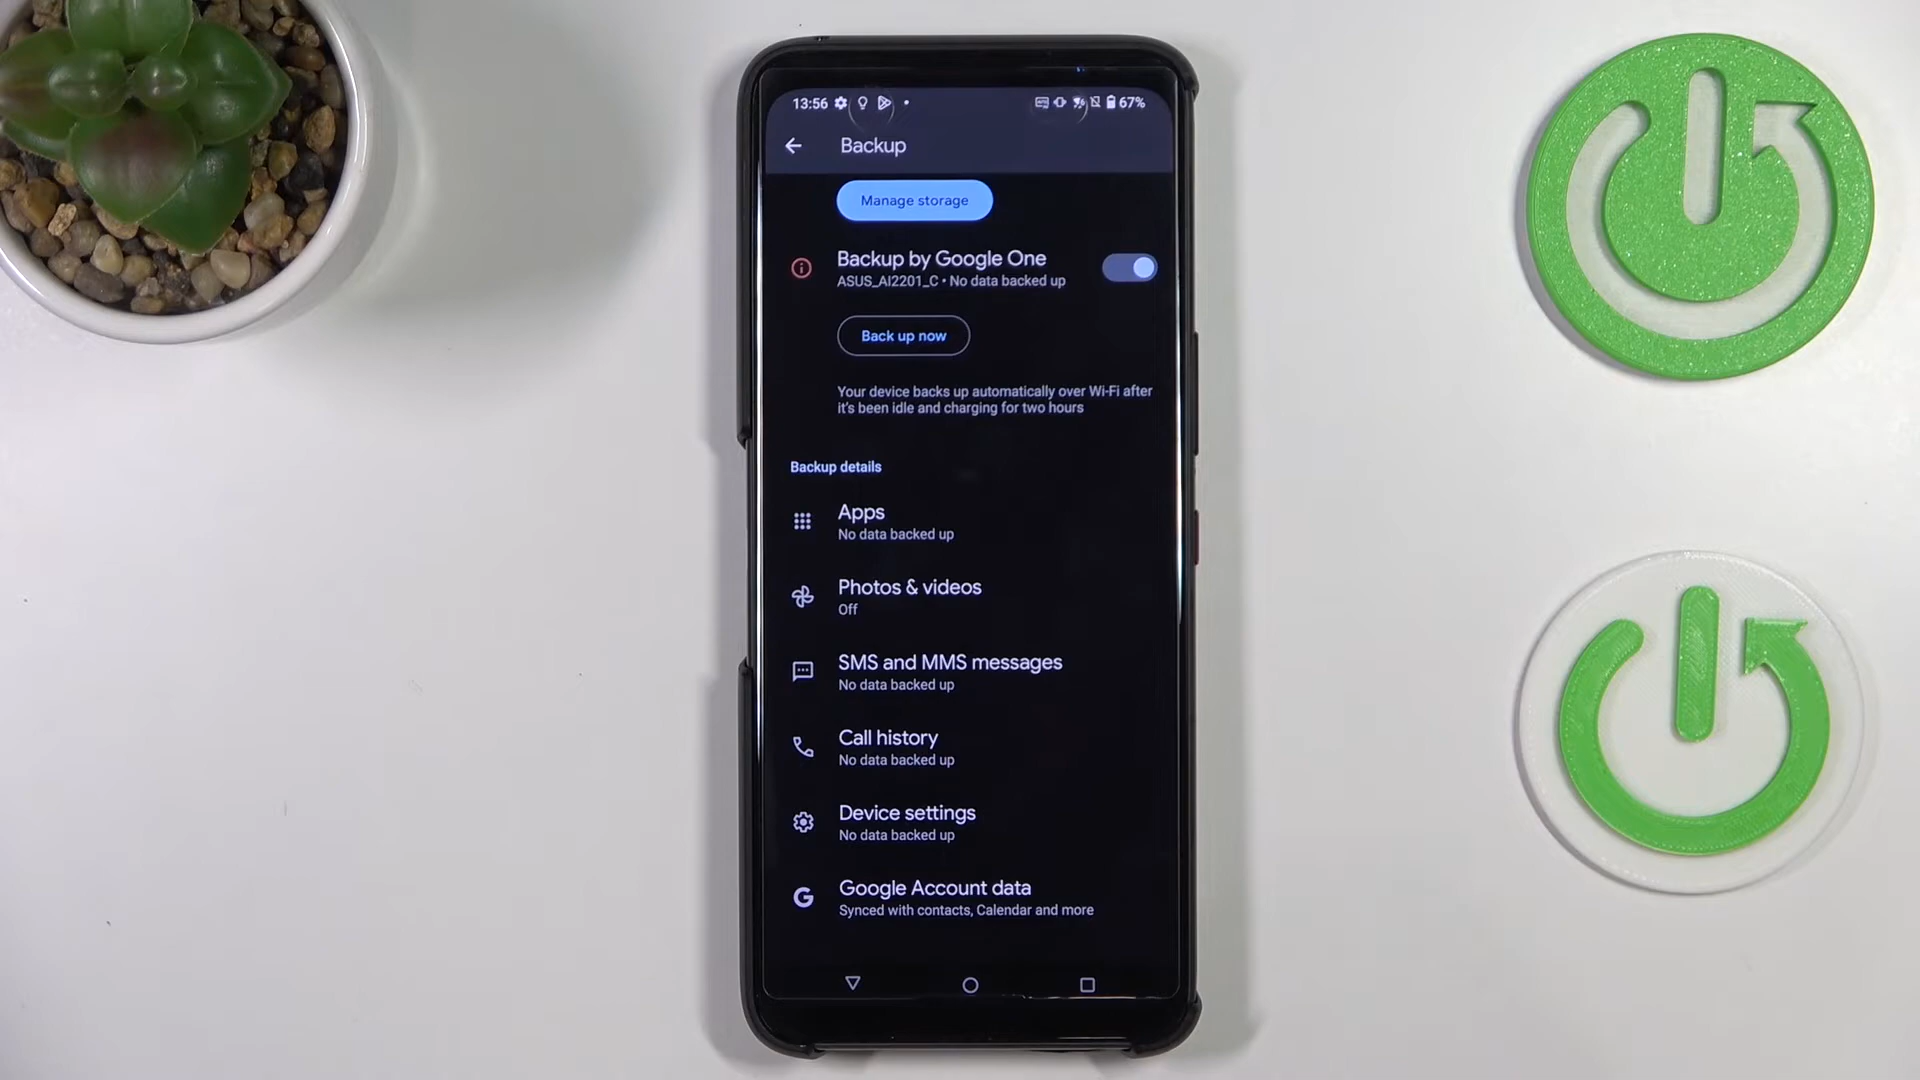 13:56
67%
Backup
Manage storage
Backup by Google One
ASUS_AI2201_C • No data backed up
Back up now
Your device backs up automatically over Wi-Fi after
it's been idle and charging for two hours
Backup details
Apps
No data backed up
Photos & videos
Off
SMS and MMS messages
No data backed up
Call history
No data backed up
Device settings
No data backed up
Google Account data
Synced with contacts, Calendar and more